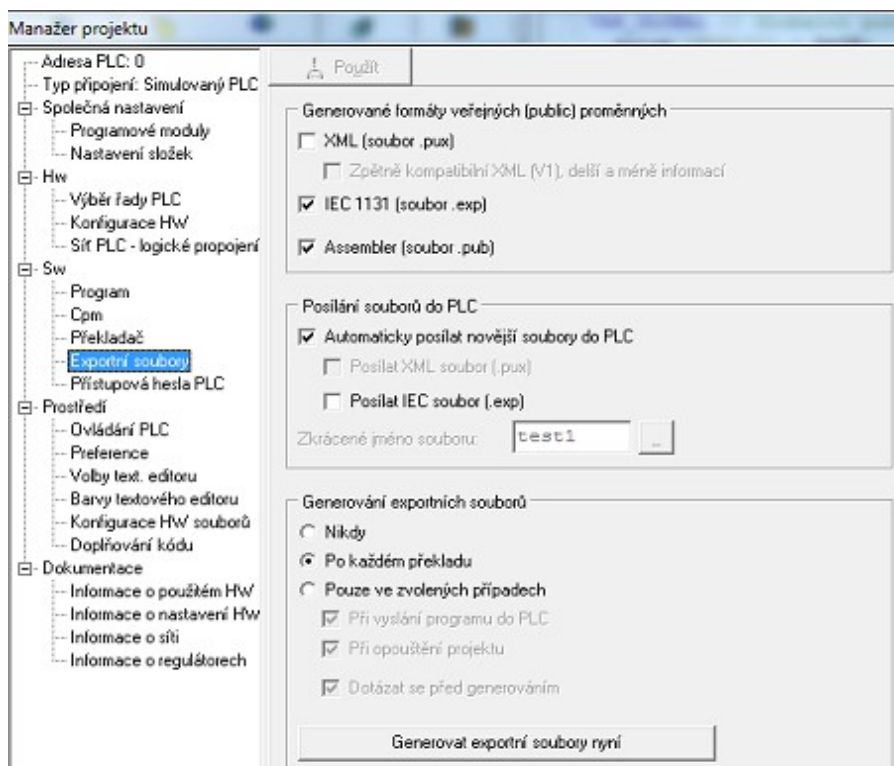 Manažer projektu
Adresa PLC: 0
Typ připojení: Simulovaný PLC
Společná nastavení
Programové moduly
Nastavení složek
Hw
Výběr řady PLC
Konfigurace HW
Síť PLC - logické propojení
Sw
Program
Cpm
Překladač
Exportní soubory
Přístupová hesla PLC
Prostředí
Ovládání PLC
Preference
Volby text. editoru
Barvy textového editoru
Konfigurace HW souborů
Doplňování kódu
Dokumentace
Informace o použitém HW
Informace o nastavení HW
Informace o síti
Informace o regulátorech
Použít
Generované formáty veřejných (public) proměnných
XML (soubor .pux)
Zpětně kompatibilní XML (V1), delší a méně informací
IEC 1131 (soubor .exp)
Assembler (soubor .pub)
Posílání souborů do PLC
Automaticky posílat novější soubory do PLC
Posílat XML soubor (.pux)
Posílat IEC soubor (.exp)
Zkrácené jméno souboru: test1 ...
Generování exportních souborů
Nikdy
Po každém překladu
Pouze ve zvolených případech
Při vyslání programu do PLC
Při opouštění projektu
Dotázat se před generováním
Generovat exportní soubory nyní